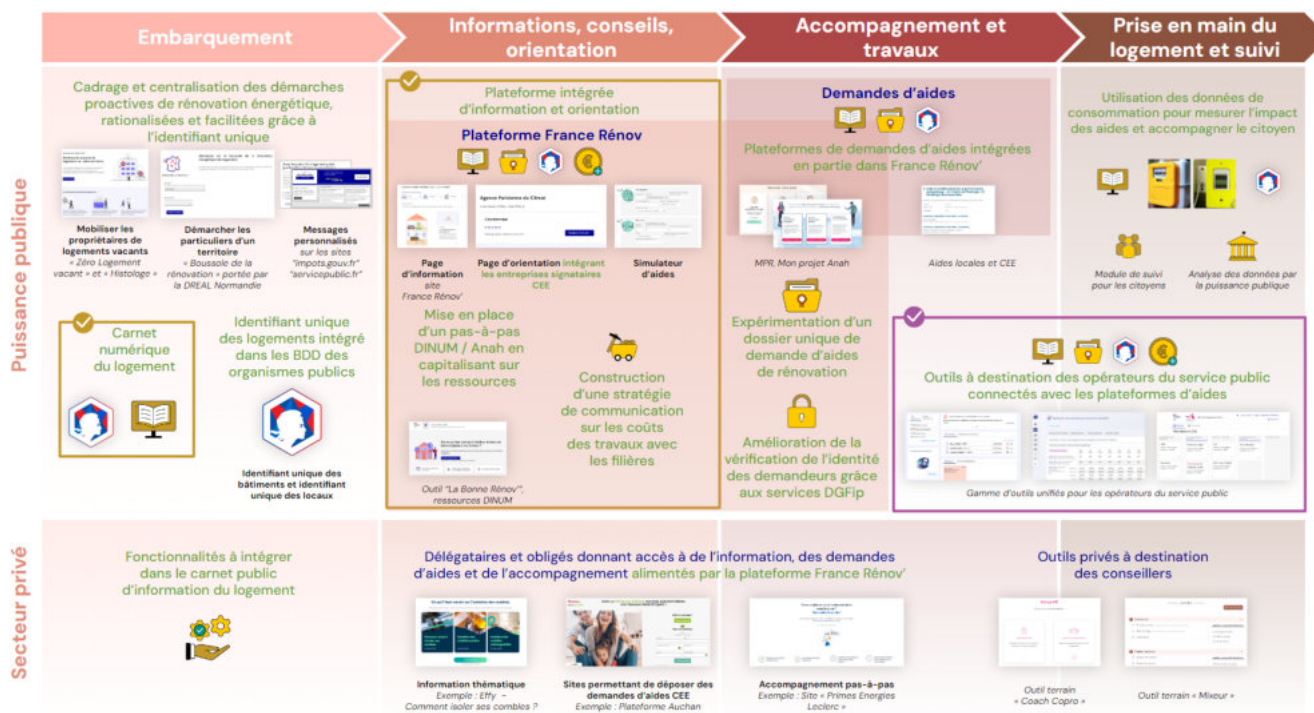 Embarquement
Informations, conseils,
orientation
Accompagnement et
travaux
Prise en main du
logement et suivi
Puissance publique
Cadrage et centralisation des démarches
proactives de rénovation énergétique,
rationalisées et facilitées grâce à
l'identifiant unique
Mobiliser les
propriétaires de
logements vacants
« Zéro Logement
vacant » et « Histologe »
Démarcher les
particuliers d'un
territoire
« Boussole de la
rénovation » portée par
la DREAL Normandie
Messages
personnalisés
sur les sites
"impots.gouv.fr"
"servicepublic.fr"
Carnet
numérique
du logement
Identifiant unique
des logements intégré
dans les BDD des
organismes publics
Identifiant unique des
bâtiments et identifiant
unique des locaux
Plateforme intégrée
d'information et orientation
Plateforme France Rénov
Agence Parisienne du Climat
Page
d'information
site
France Rénov'
Page d'orientation intégrant
les entreprises signataires
CEE
Simulateur
d'aides
Mise en place
d'un pas-à-pas
DINUM / Anah en
capitalisant sur
les ressources
Outil "La Bonne Rénov'",
ressources DINUM
Construction
d'une stratégie
de communication
sur les coûts
des travaux avec
les filières
Demandes d'aides
Plateformes de demandes d'aides intégrées
en partie dans France Rénov'
MPR, Mon projet Anah
Aides locales et CEE
Expérimentation d'un
dossier unique de
demande d'aides
de rénovation
Amélioration de la
vérification de l'identité
des demandeurs grâce
aux services DGFip
Utilisation des données de
consommation pour mesurer l'impact
des aides et accompagner le citoyen
Module de suivi
pour les citoyens
Analyse des données par
la puissance publique
Outils à destination des opérateurs du service public
connectés avec les plateformes d'aides
Gamme d'outils unifiés pour les opérateurs du service public
Secteur privé
Fonctionnalités à intégrer
dans le carnet public
d'information du logement
Délégataires et obligés donnant accès à de l'information, des demandes
d'aides et de l'accompagnement alimentés par la plateforme France Rénov'
Information thématique
Exemple : Effy -
Comment isoler ses combles ?
Sites permettant de déposer des
demandes d'aides CEE
Exemple : Plateforme Auchan
Accompagnement pas-à-pas
Exemple : Site « Primes Energies
Leclerc »
Outils privés à destination
des conseillers
Outil terrain
« Coach Copro »
Outil terrain « Mixeur »